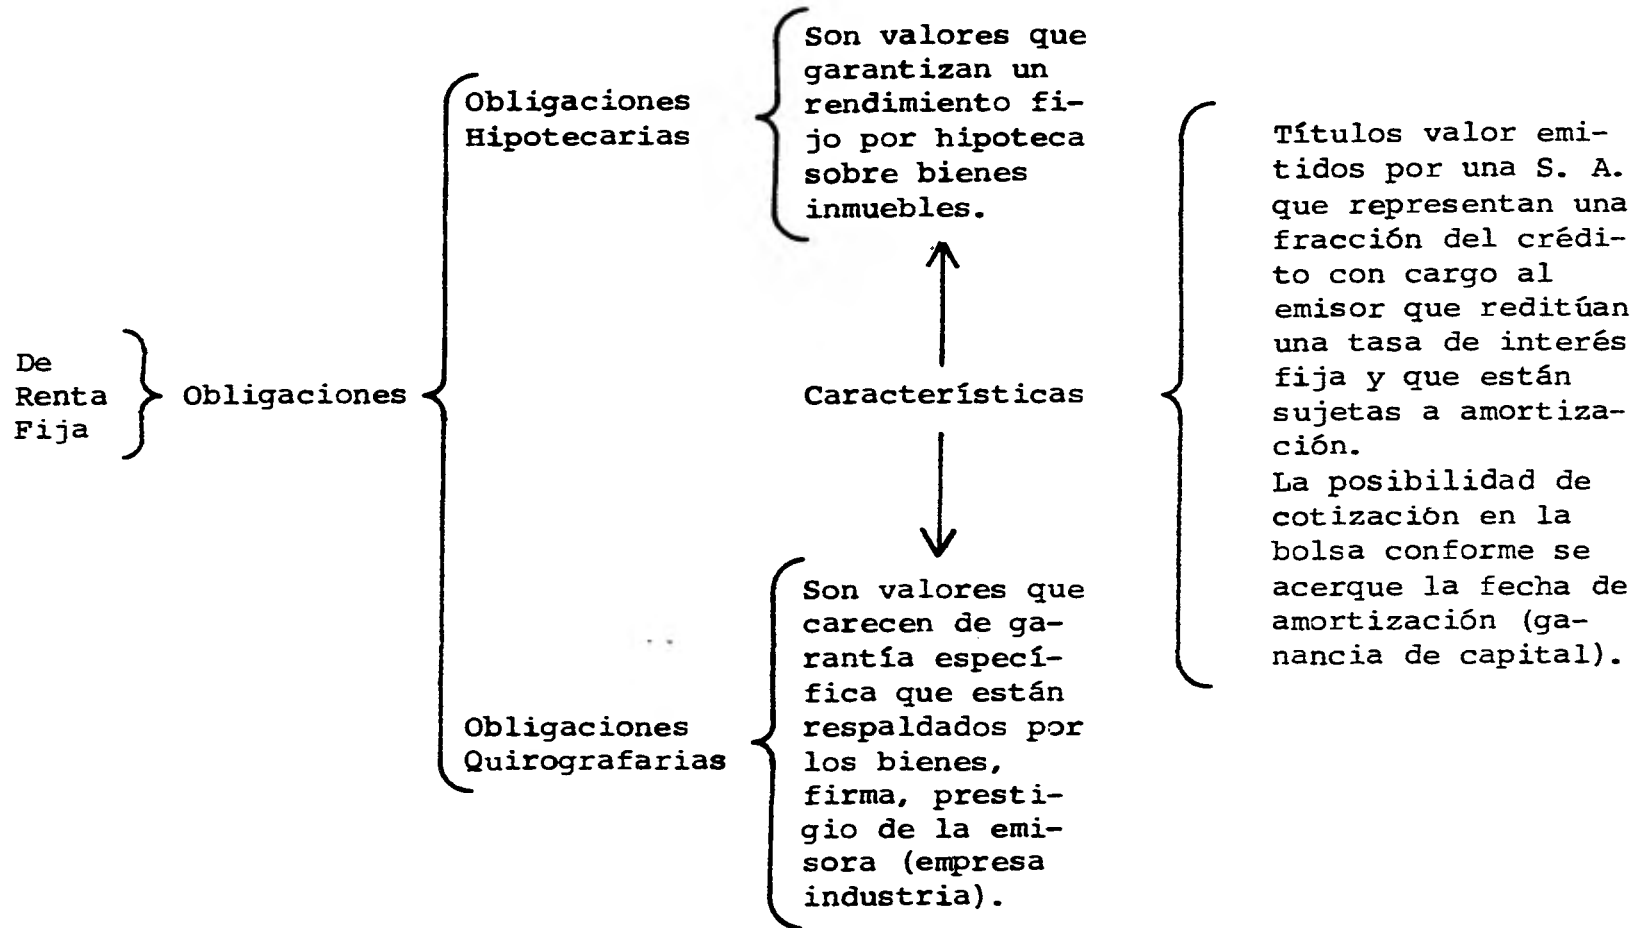 De
Renta
Fija
Obligaciones
Obligaciones
Hipotecarias
Son valores que
garantizan un
rendimiento fi-
jo por hipoteca
sobre bienes
inmuebles.
Características
Obligaciones
Quirografarias
Son valores que
carecen de ga-
rantía especí-
fica que están
respaldados por
los bienes,
firma, presti-
gio de la emi-
sora (empresa
industria).
Títulos valor emi-
tidos por una S. A.
que representan una
fracción del crédi-
to con cargo al
emisor que reditúan
una tasa de interés
fija y que están
sujetas a amortiza-
ción.
La posibilidad de
cotización en la
bolsa conforme se
acerque la fecha de
amortización (ga-
nancia de capital).